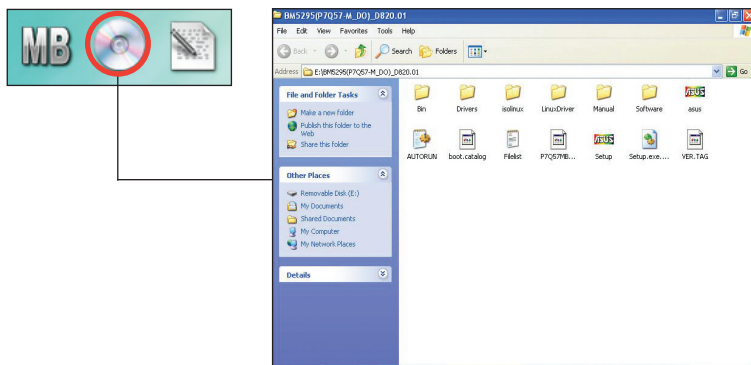 MB
BM5295(P7Q57-M_DO)_D820.01
File Edit View Favorites Tools Help
Back Search Folders
Address E:\BM5295(P7Q57-M_DO)_D820.01 Go
File and Folder Tasks
Make a new folder
Publish this folder to the
Web
Share this folder
Other Places
Removable Disk (E:)
My Documents
Shared Documents
My Computer
My Network Places
Details
Bin Drivers isolinux LinuxDriver Manual Software asus
AUTORUN boot.catalog Filelist P7Q57MB... Setup Setup.exe.... VER.TAG